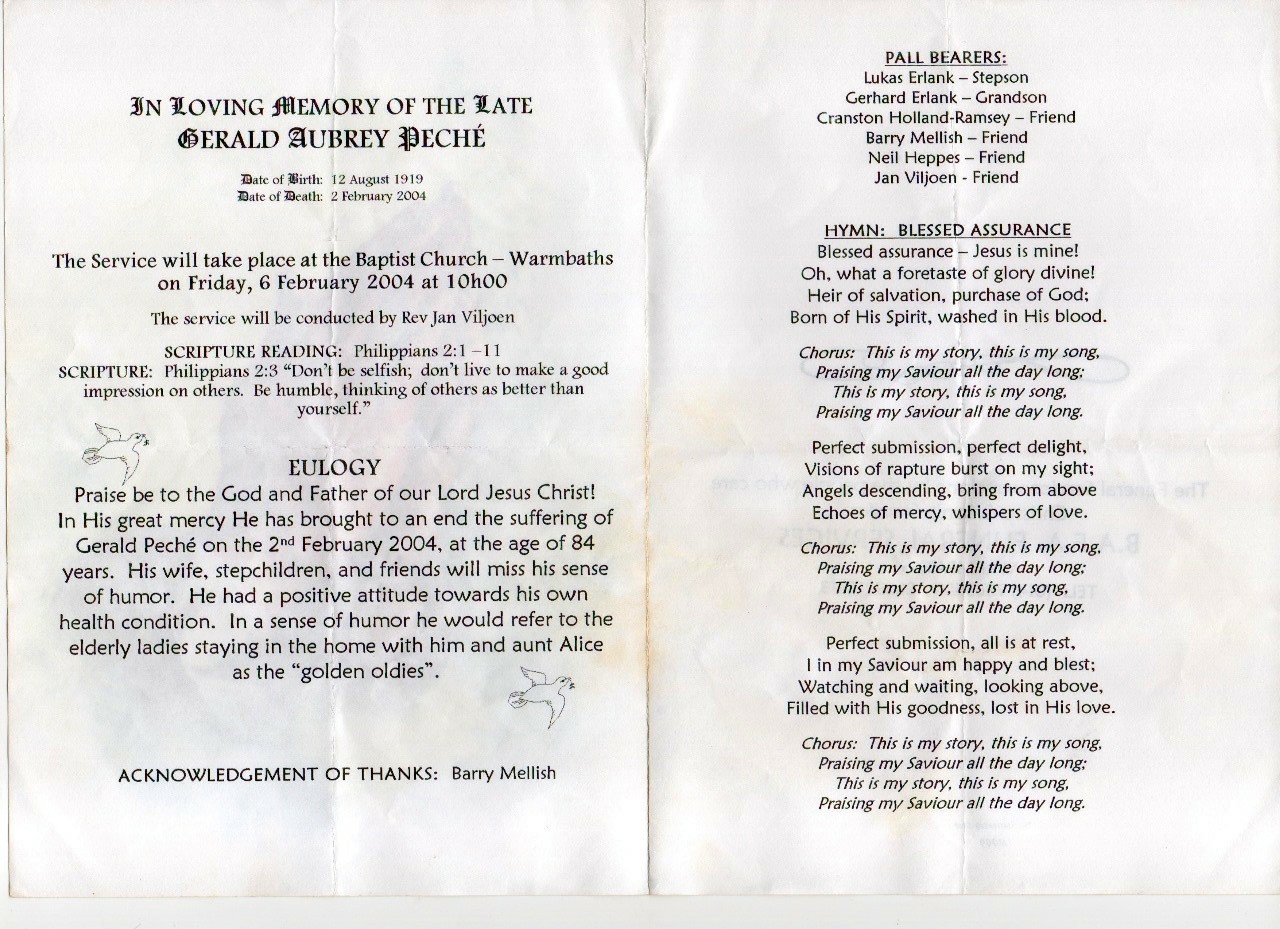 IN LOVING MEMORY OF THE LATE
GERALD AUBREY PECHÉ
Date of Birth: 12 August 1919
Date of Death: 2 February 2004
The Service will take place at the Baptist Church – Warmbaths
on Friday, 6 February 2004 at 10h00
The service will be conducted by Rev Jan Viljoen
SCRIPTURE READING: Philippians 2:1 –11
SCRIPTURE: Philippians 2:3 “Don’t be selfish; don’t live to make a good
impression on others. Be humble, thinking of others as better than
yourself.”
EULOGY
Praise be to the God and Father of our Lord Jesus Christ!
In His great mercy He has brought to an end the suffering of
Gerald Peché on the 2nd February 2004, at the age of 84
years. His wife, stepchildren, and friends will miss his sense
of humor. He had a positive attitude towards his own
health condition. In a sense of humor he would refer to the
elderly ladies staying in the home with him and aunt Alice
as the “golden oldies”.
ACKNOWLEDGEMENT OF THANKS: Barry Mellish
PALL BEARERS:
Lukas Erlank – Stepson
Gerhard Erlank – Grandson
Cranston Holland-Ramsey – Friend
Barry Mellish – Friend
Neil Heppes – Friend
Jan Viljoen - Friend
HYMN: BLESSED ASSURANCE
Blessed assurance – Jesus is mine!
Oh, what a foretaste of glory divine!
Heir of salvation, purchase of God;
Born of His Spirit, washed in His blood.
Chorus: This is my story, this is my song,
Praising my Saviour all the day long;
This is my story, this is my song,
Praising my Saviour all the day long.
Perfect submission, perfect delight,
Visions of rapture burst on my sight;
Angels descending, bring from above
Echoes of mercy, whispers of love.
Chorus: This is my story, this is my song,
Praising my Saviour all the day long;
This is my story, this is my song,
Praising my Saviour all the day long.
Perfect submission, all is at rest,
I in my Saviour am happy and blest;
Watching and waiting, looking above,
Filled with His goodness, lost in His love.
Chorus: This is my story, this is my song,
Praising my Saviour all the day long;
This is my story, this is my song,
Praising my Saviour all the day long.